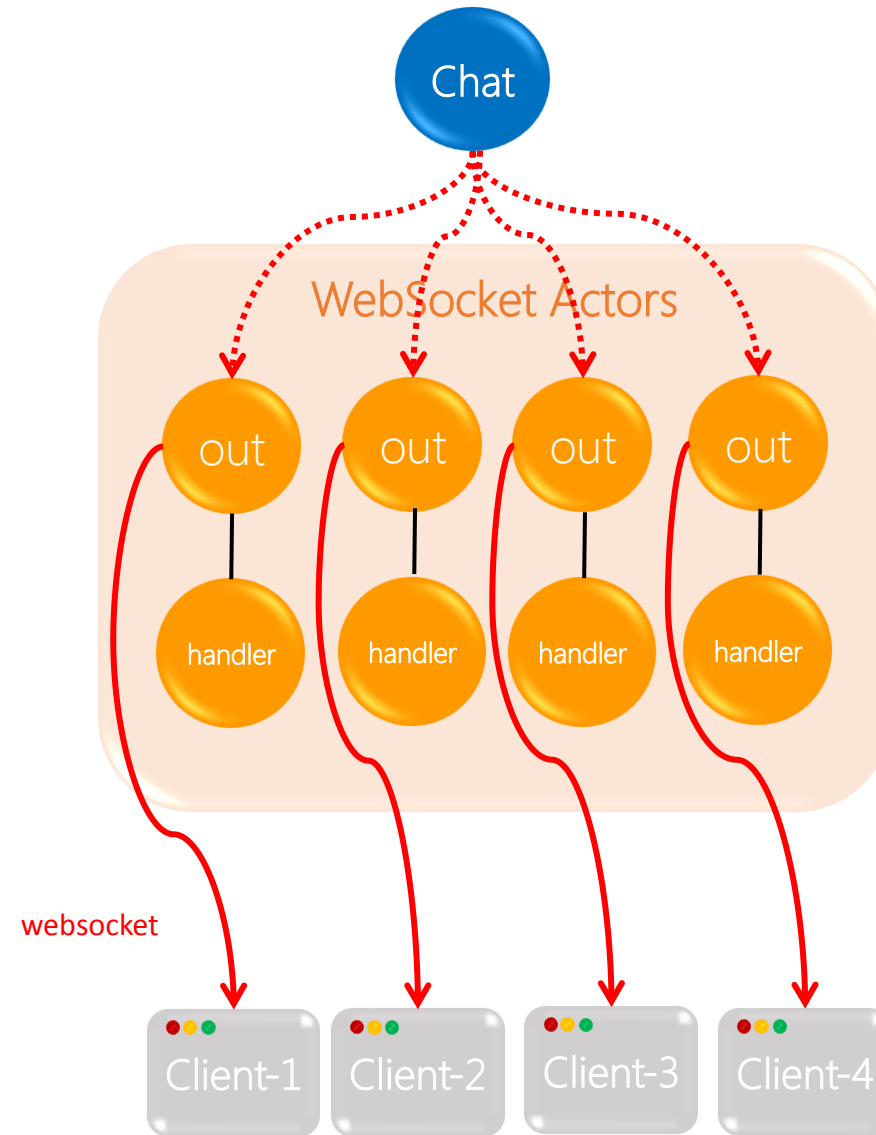 Chat
WebSocket Actors
out
out
out
out
handler
handler
handler
handler
websocket
Client-1
Client-2
Client-3
Client-4